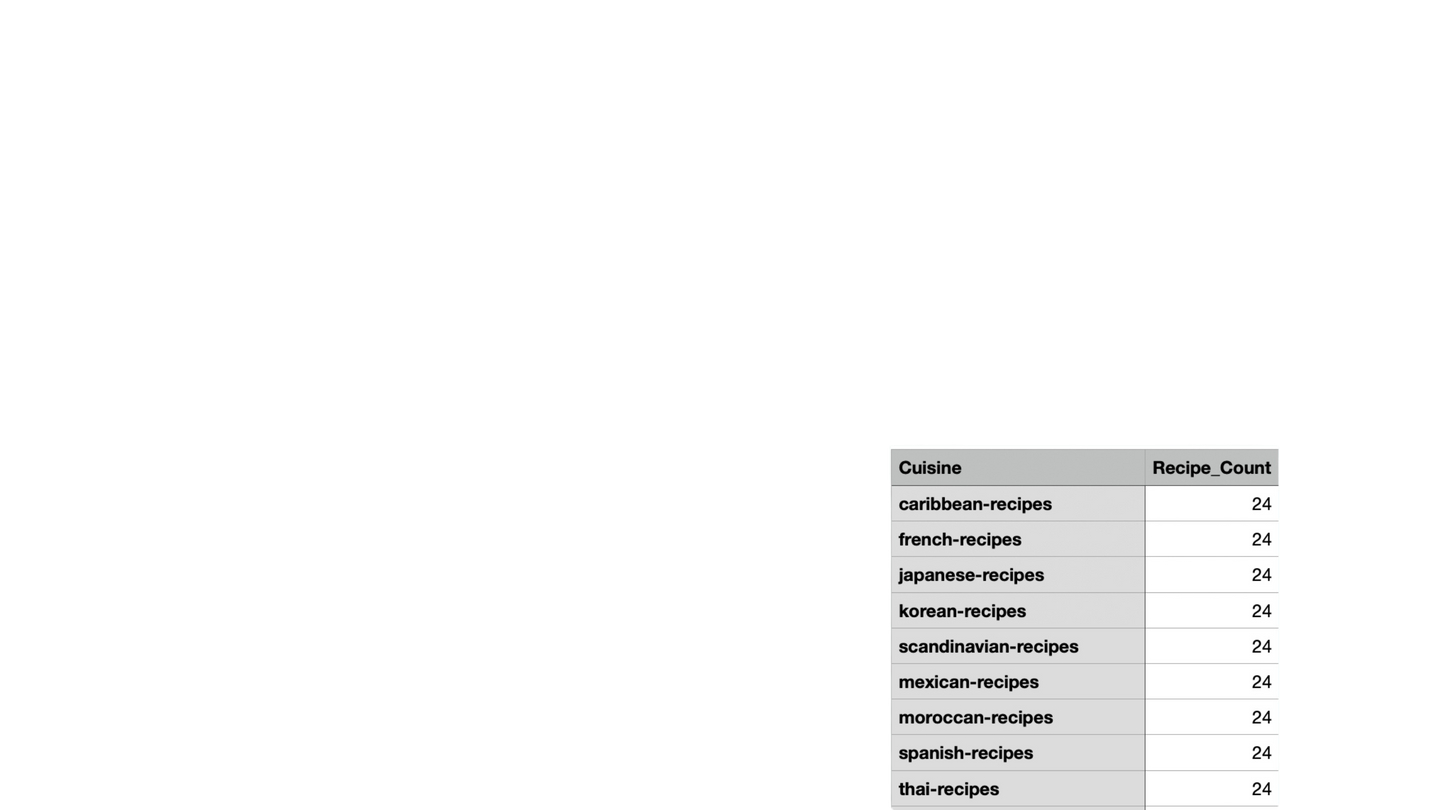 Cuisine Recipe_Count
caribbean-recipes 24
french-recipes 24
japanese-recipes 24
korean-recipes 24
scandinavian-recipes 24
mexican-recipes 24
moroccan-recipes 24
spanish-recipes 24
thai-recipes 24